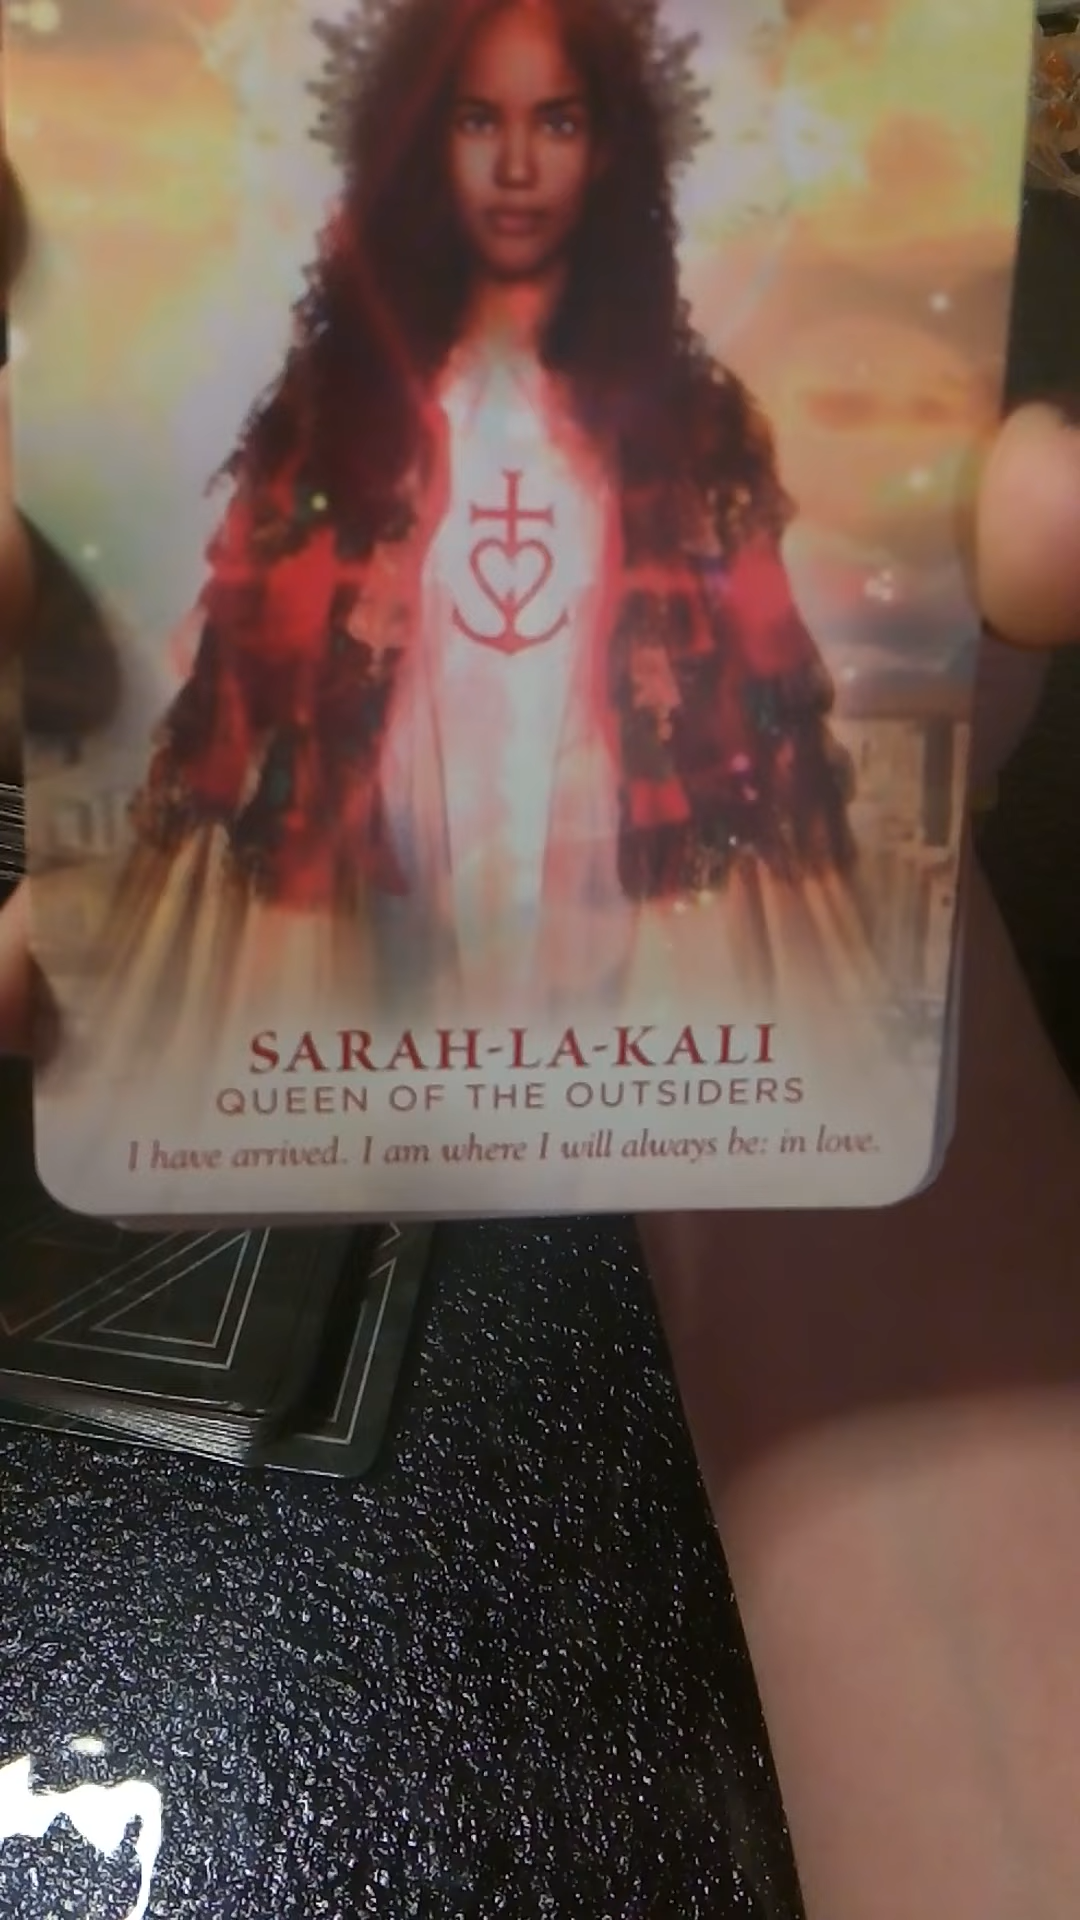 SARAH-LA-KALI
QUEEN OF THE OUTSIDERS
I have arrived. I am where I will always be: in love.